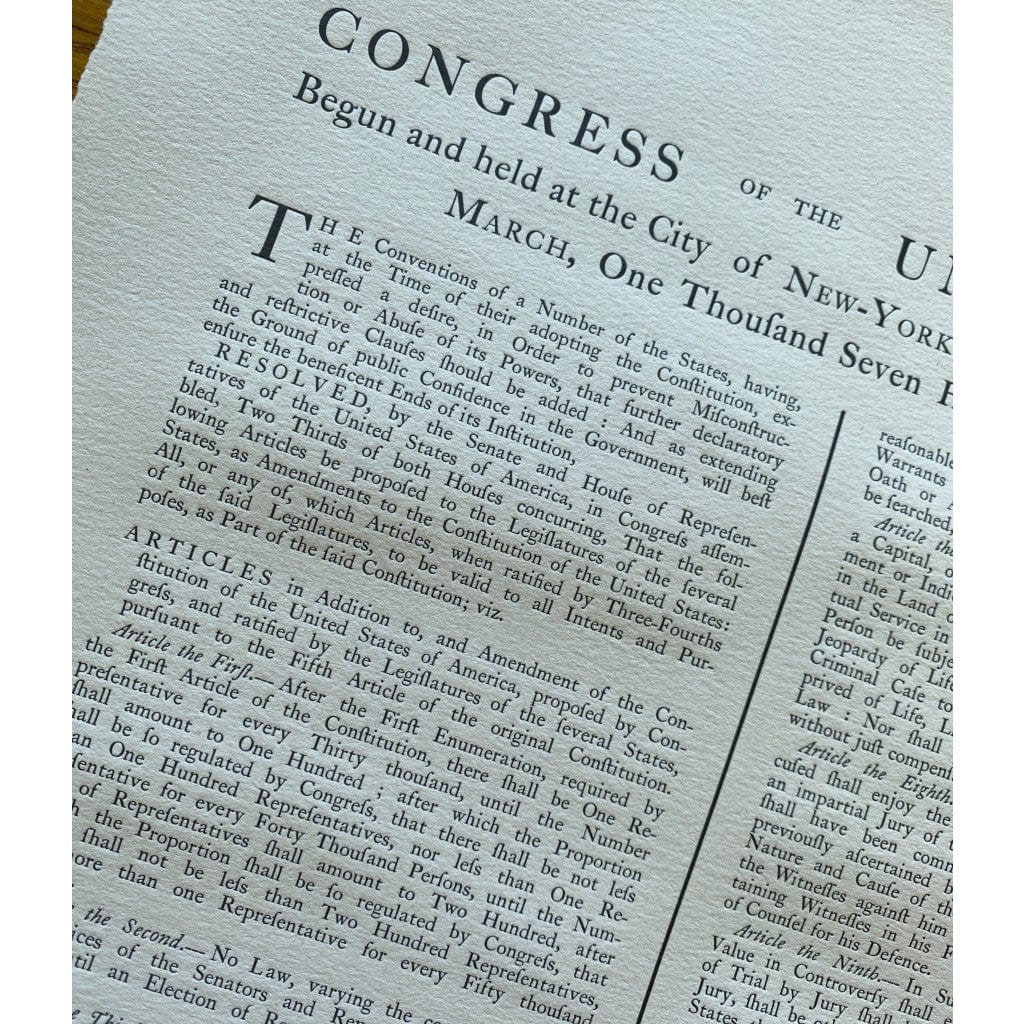 CONGRESS OF THE UN
Begun and held at the City of NEW-YORK
MARCH, One Thouſand Seven H
THE Conventions of a Number of the States, having,
at the Time of their adopting the Conſtitution, ex-
preſſed a deſire, in Order to prevent Miſconſtruc-
tion or Abuſe of its Powers, that further declaratory
and reſtrictive Clauſes ſhould be added : And as extending
the Ground of public Confidence in the Government, will beſt
enſure the beneficent Ends of its Inſtitution,
RESOLVED, by the Senate and Houſe of Repreſen-
tatives of the United States of America, in Congreſs aſſem-
bled, Two Thirds of both Houſes concurring, That the fol-
lowing Articles be propoſed to the Legiſlatures of the ſeveral
States, as Amendments to the Conſtitution of the United States:
All, or any of, which Articles, when ratified by Three-Fourths
of the ſaid Legiſlatures, to be valid to all Intents and Pur-
poſes, as Part of the ſaid Conſtitution; viz.
ARTICLES in Addition to, and Amendment of the Con-
ſtitution of the United States of America, propoſed by Con-
greſs, and ratified by the Legiſlatures of the ſeveral States,
purſuant to the Fifth Article of the original Conſtitution.
Article the Firſt.—After the Firſt Enumeration, required by
the Firſt Article of the Conſtitution, there ſhall be One Re-
preſentative for every Thirty thouſand, until the Number
ſhall amount to One Hundred ; after which the Proportion
hall be ſo regulated by Congreſs, that there ſhall be not leſs
an One Hundred Repreſentatives, nor leſs than One Re-
ſentative for every Forty Thouſand Perſons, until the Num-
of Repreſentatives ſhall amount to Two Hundred, after
h the Proportion ſhall be ſo regulated by Congreſs, that
ſhall not be leſs than Two Hundred Repreſentatives,
ore than one Repreſentative for every Fifty thouſand
the Second.—No Law, varying the co
ices of the Senators and Rep
til an Election of R
e Thi
reaſonable
Warrants
Oath or A
be ſearched,
Article the
a Capital, o
ment or Indi
in the Land o
tual Service in
Perſon be ſubje
Jeopardy of Life
Criminal Caſe to
prived of Life, L
Law : Nor ſhall
without juſt compenſ
Article the Eighth.
cuſed ſhall enjoy the
an impartial Jury of t
ſhall have been comm
previouſly aſcertained b
Nature and Cauſe of th
the Witneſſes againſt him
taining Witneſſes in his F
of Counſel for his Defence.
Article the Ninth.—In Su
Value in Controverſy ſhall e
of Trial by Jury ſhall
Jury, ſhall be
States th